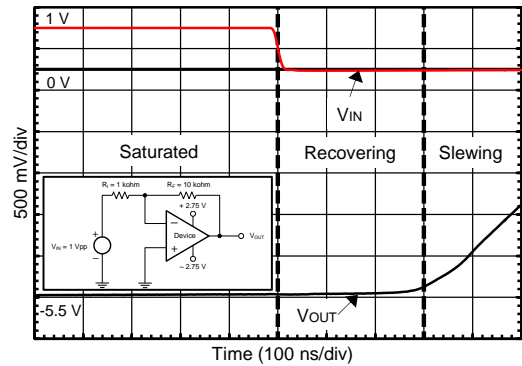 1 V
0 V
VIN
Saturated
Recovering
Slewing
500 mV/div
RI = 1 kohm
RF = 10 kohm
+ 2.75 V
−
Device
+
VOUT
+
VIN = 1 Vpp
−
− 2.75 V
-5.5 V
VOUT
Time (100 ns/div)